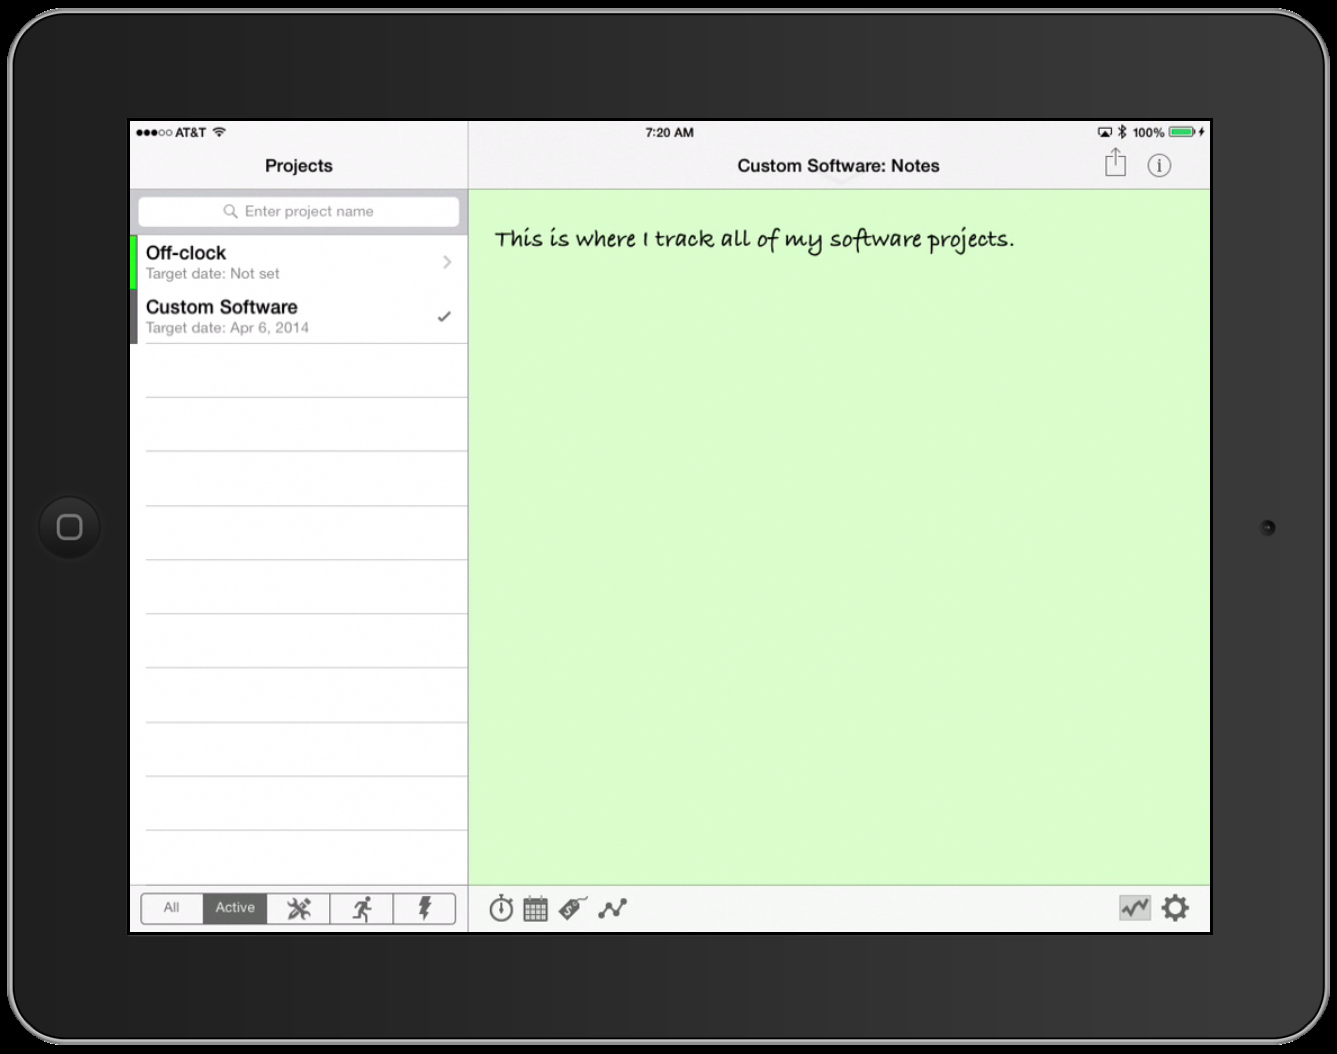 AT&T
7:20 AM
100%
Projects
Custom Software: Notes
Enter project name
Off-clock
Target date: Not set
Custom Software
Target date: Apr 6, 2014
This is where I track all of my software projects.
All
Active